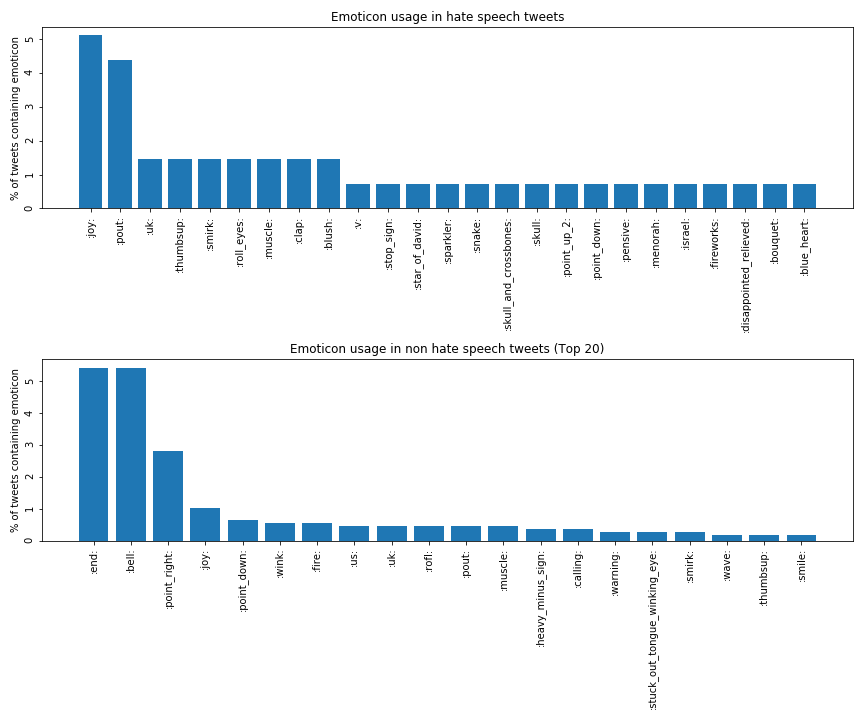 Emoticon usage in hate speech tweets
% of tweets containing emoticon
5
4
3
2
1
0
:joy:
:pout:
:uk:
:thumbsup:
:smirk:
:roll_eyes:
:muscle:
:clap:
:blush:
:v:
:stop_sign:
:star_of_david:
:sparkler:
:snake:
:skull_and_crossbones:
:skull:
:point_up_2:
:point_down:
:pensive:
:menorah:
:israel:
:fireworks:
:disappointed_relieved:
:bouquet:
:blue_heart:
Emoticon usage in non hate speech tweets (Top 20)
% of tweets containing emoticon
5
4
3
2
1
0
:end:
:bell:
:point_right:
:joy:
:point_down:
:wink:
:fire:
:us:
:uk:
:rofl:
:pout:
:muscle:
:heavy_minus_sign:
:calling:
:warning:
:stuck_out_tongue_winking_eye:
:smirk:
:wave:
:thumbsup:
:smile: